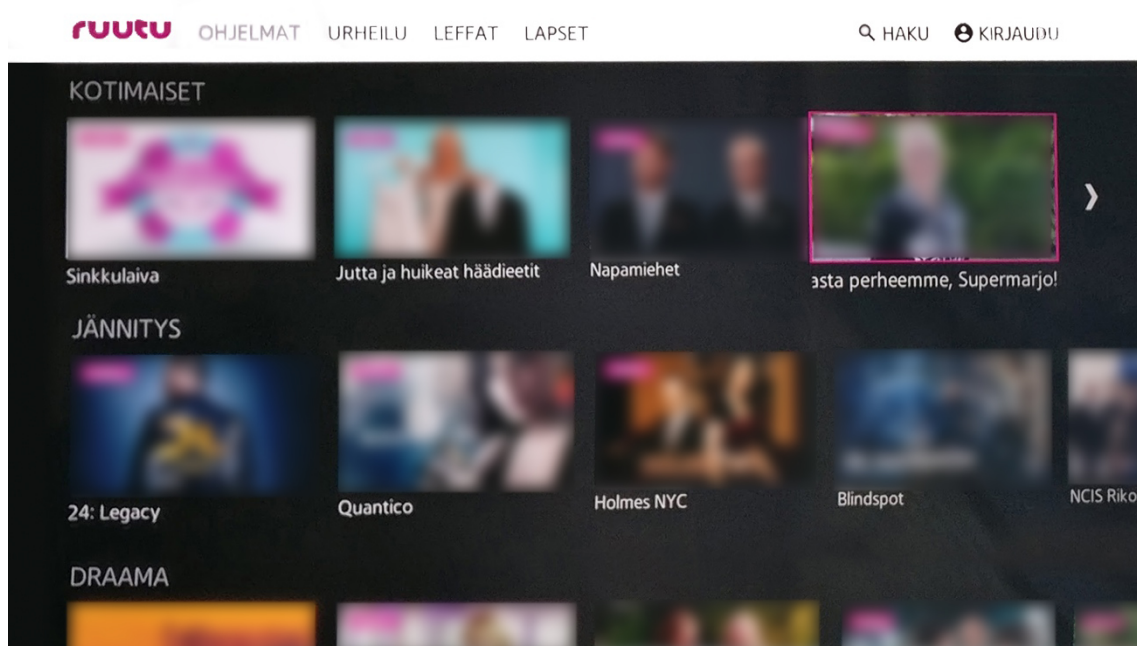 ruutu OHJELMAT URHEILU LEFFAT LAPSET HAKU KIRJAUDU
KOTIMAISET
Sinkkulaiva Jutta ja huikeat häädieetit Napamiehet asta perheemme, Supermarjo!
JÄNNITYS
24: Legacy Quantico Holmes NYC Blindspot NCIS Riko
DRAAMA